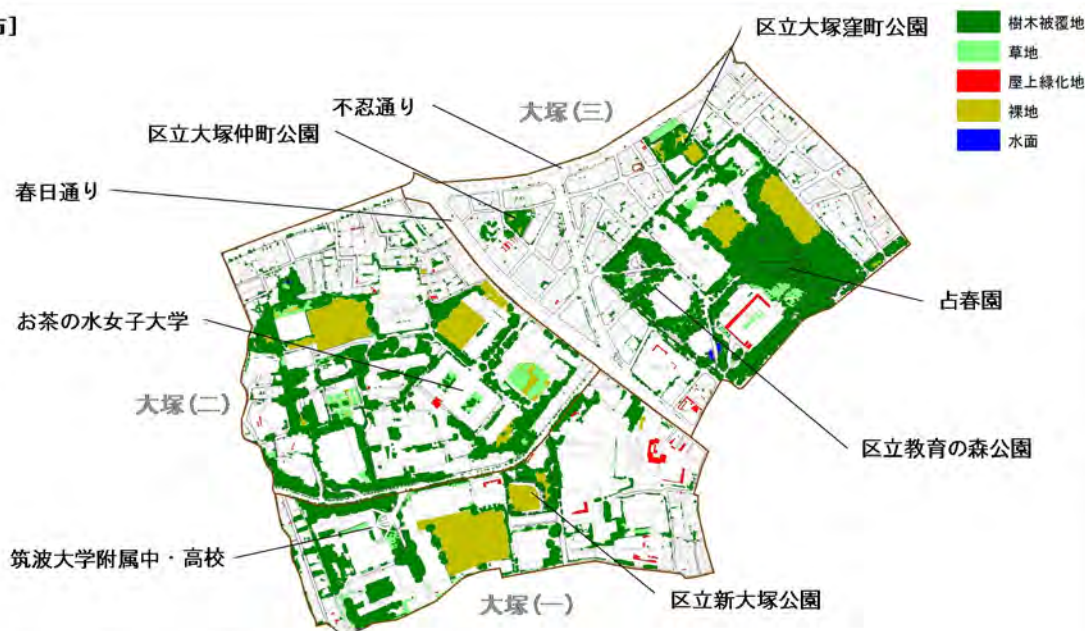 布]
区立大塚窪町公園
樹木被覆地
草地
屋上緑化地
裸地
水面
大塚(三)
不忍通り
区立大塚仲町公園
春日通り
占春園
お茶の水女子大学
大塚(二)
区立教育の森公園
筑波大学附属中・高校
区立新大塚公園
大塚(一)